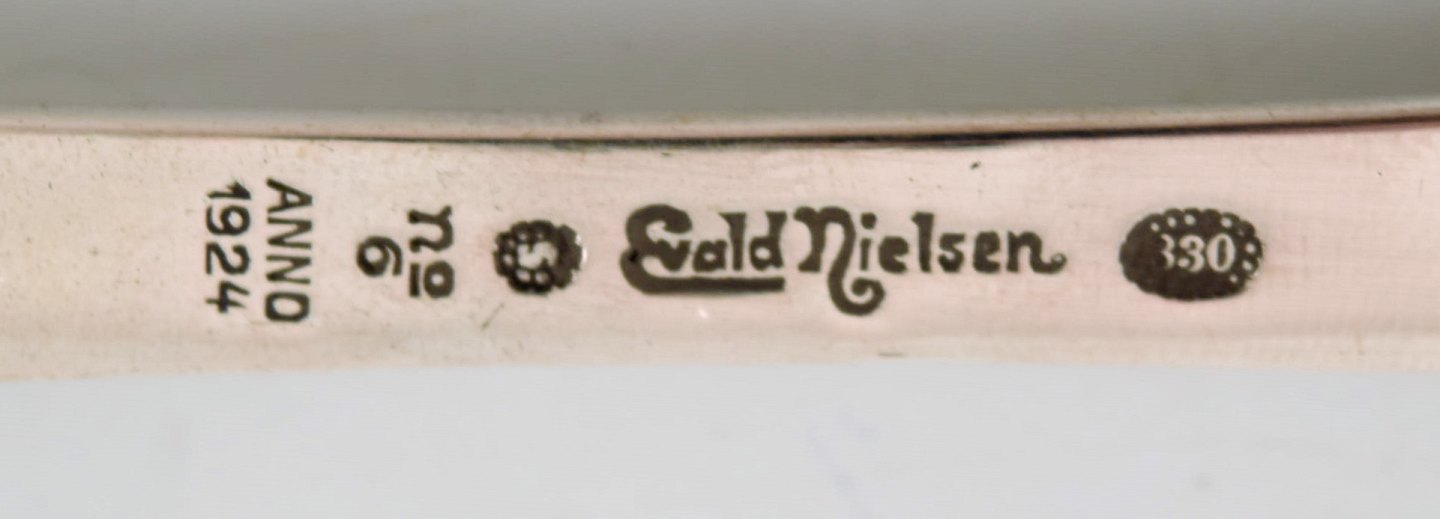 ANNO
1924
no
6
Evald Nielsen
830